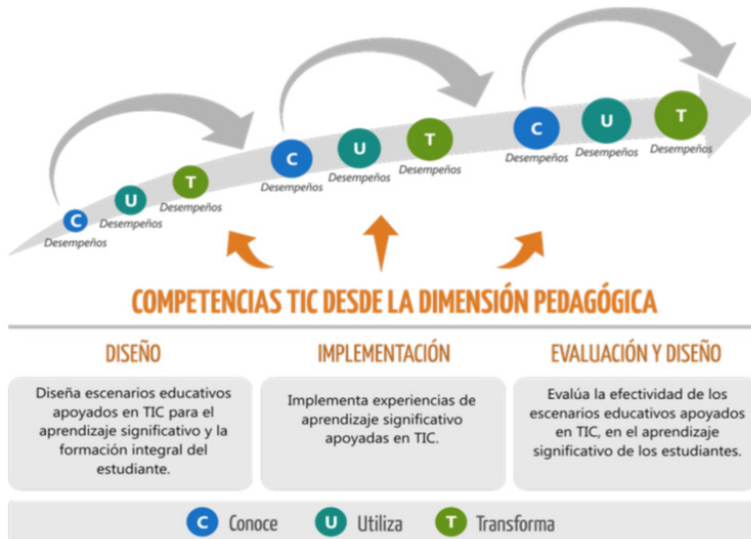 C
Desempeños
U
Desempeños
T
Desempeños
C
Desempeños
U
Desempeños
T
Desempeños
C
Desempeños
U
Desempeños
T
Desempeños
COMPETENCIAS TIC DESDE LA DIMENSIÓN PEDAGÓGICA
DISEÑO
Diseña escenarios educativos
apoyados en TIC para el
aprendizaje significativo y la
formación integral del
estudiante.
IMPLEMENTACIÓN
Implementa experiencias de
aprendizaje significativo
apoyadas en TIC.
EVALUACIÓN Y DISEÑO
Evalúa la efectividad de los
escenarios educativos apoyados
en TIC, en el aprendizaje
significativo de los estudiantes.
C Conoce
U Utiliza
T Transforma